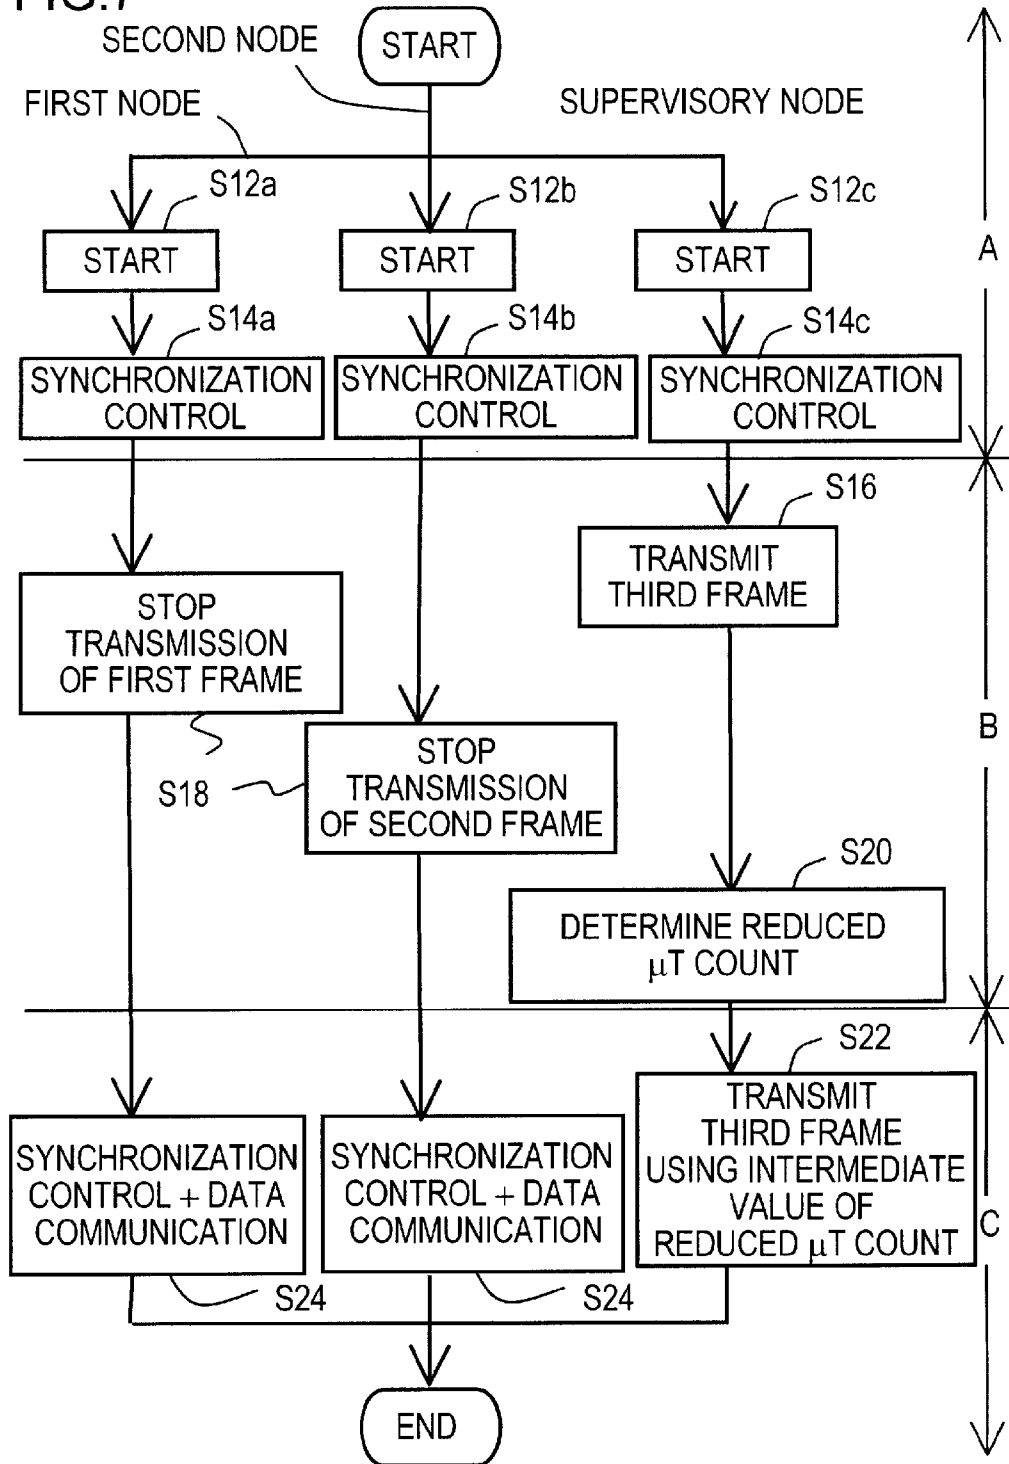 FIG.7
SECOND NODE
START
FIRST NODE
SUPERVISORY NODE
S12a
S12b
S12c
START
START
START
A
S14a
S14b
S14c
SYNCHRONIZATION
CONTROL
SYNCHRONIZATION
CONTROL
SYNCHRONIZATION
CONTROL
S16
TRANSMIT
THIRD FRAME
STOP
TRANSMISSION
OF FIRST FRAME
B
S18
STOP
TRANSMISSION
OF SECOND FRAME
S20
DETERMINE REDUCED
μT COUNT
S22
TRANSMIT
THIRD FRAME
USING INTERMEDIATE
VALUE OF
REDUCED μT COUNT
C
SYNCHRONIZATION
CONTROL + DATA
COMMUNICATION
SYNCHRONIZATION
CONTROL + DATA
COMMUNICATION
S24
S24
END